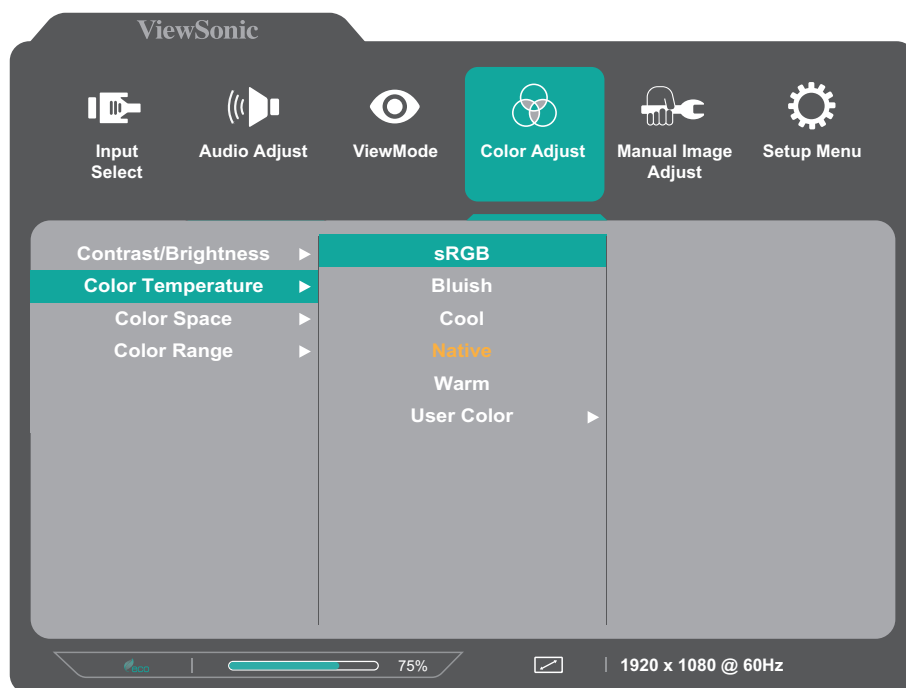 ViewSonic
Input
Select
Audio Adjust
ViewMode
Color Adjust
Manual Image
Adjust
Setup Menu
Contrast/Brightness
Color Temperature
Color Space
Color Range
sRGB
Bluish
Cool
Native
Warm
User Color
ECO
75%
1920 x 1080 @ 60Hz